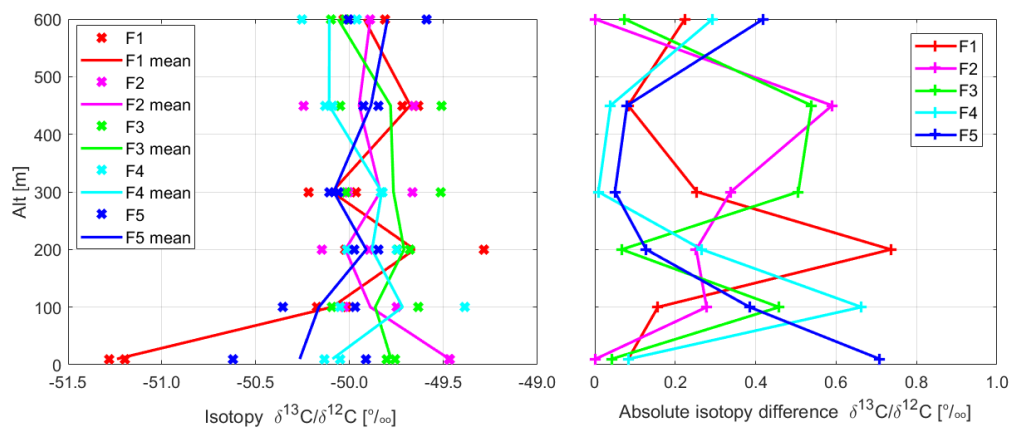 600
500
400
300
200
100
0
Alt [m]
F1
F1 mean
F2
F2 mean
F3
F3 mean
F4
F4 mean
F5
F5 mean
-51.5 -51.0 -50.5 -50.0 -49.5 -49.0
Isotopy δ¹³C/δ¹²C [°/∞]
F1
F2
F3
F4
F5
0 0.2 0.4 0.6 0.8 1.0
Absolute isotopy difference δ¹³C/δ¹²C [°/∞]